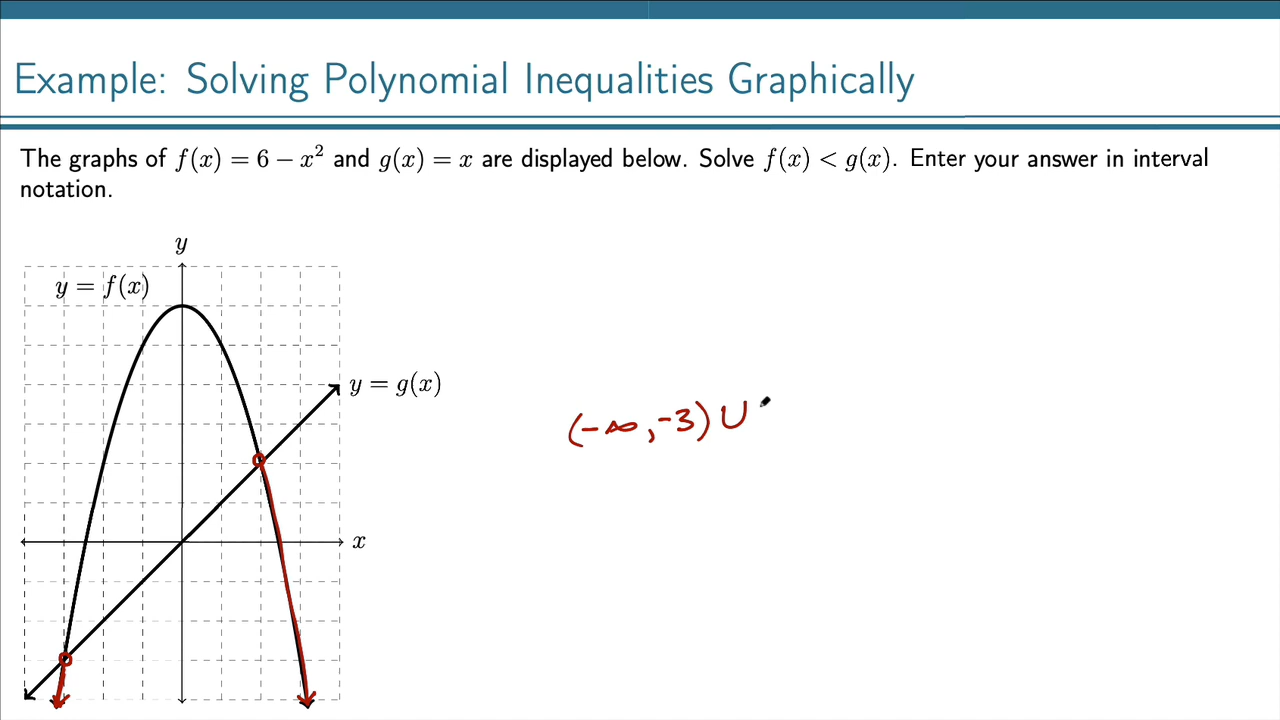 Example: Solving Polynomial Inequalities Graphically
The graphs of f(x) = 6 − x² and g(x) = x are displayed below. Solve f(x) < g(x). Enter your answer in interval
notation.
y
y = f(x)
y = g(x)
(-∞,-3) ∪
x